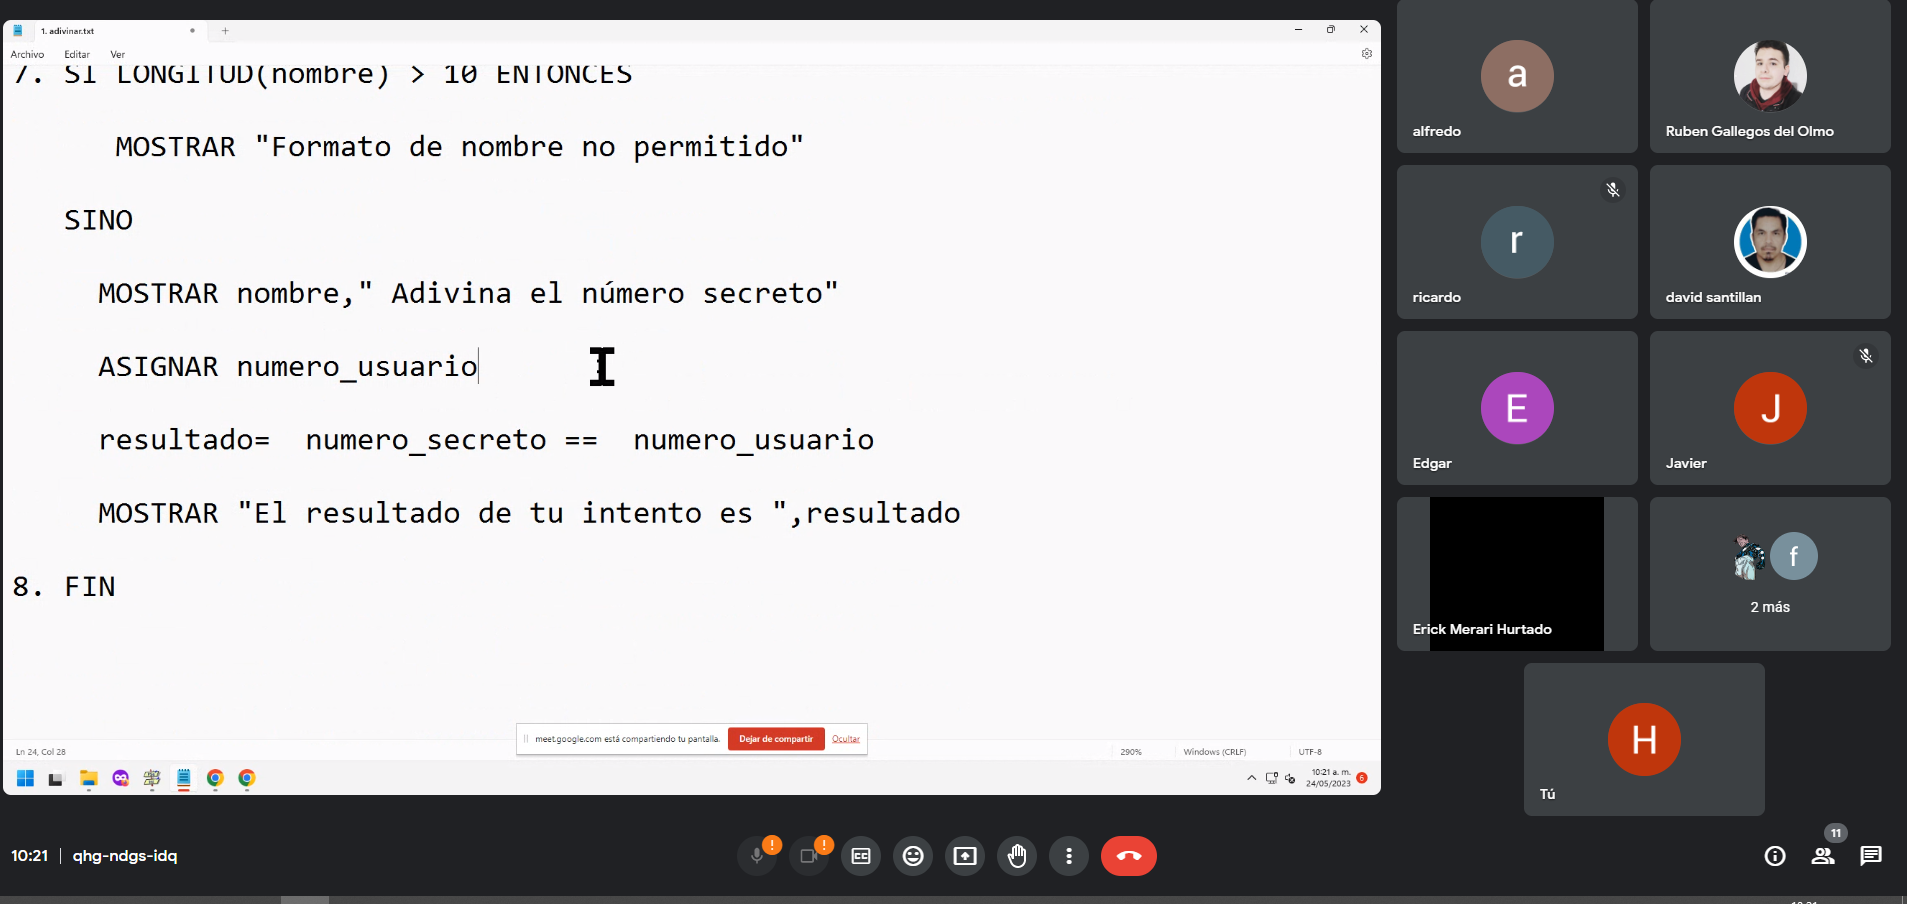 1. adivinar.txt
Archivo Editar Ver
7. SI LONGITUD(nombre) > 10 ENTONCES
MOSTRAR "Formato de nombre no permitido"
SINO
MOSTRAR nombre," Adivina el número secreto"
ASIGNAR numero_usuario
resultado= numero_secreto == numero_usuario
MOSTRAR "El resultado de tu intento es ",resultado
8. FIN
meet.google.com está compartiendo tu pantalla. Dejar de compartir Ocultar
Ln 24, Col 28 290% Windows (CRLF) UTF-8
10:21 a. m.
24/05/2023 6
a
alfredo
Ruben Gallegos del Olmo
r
ricardo
david santillan
E
Edgar
J
Javier
Erick Merari Hurtado
f
2 más
H
Tú
10:21 | qhg-ndgs-idq
11